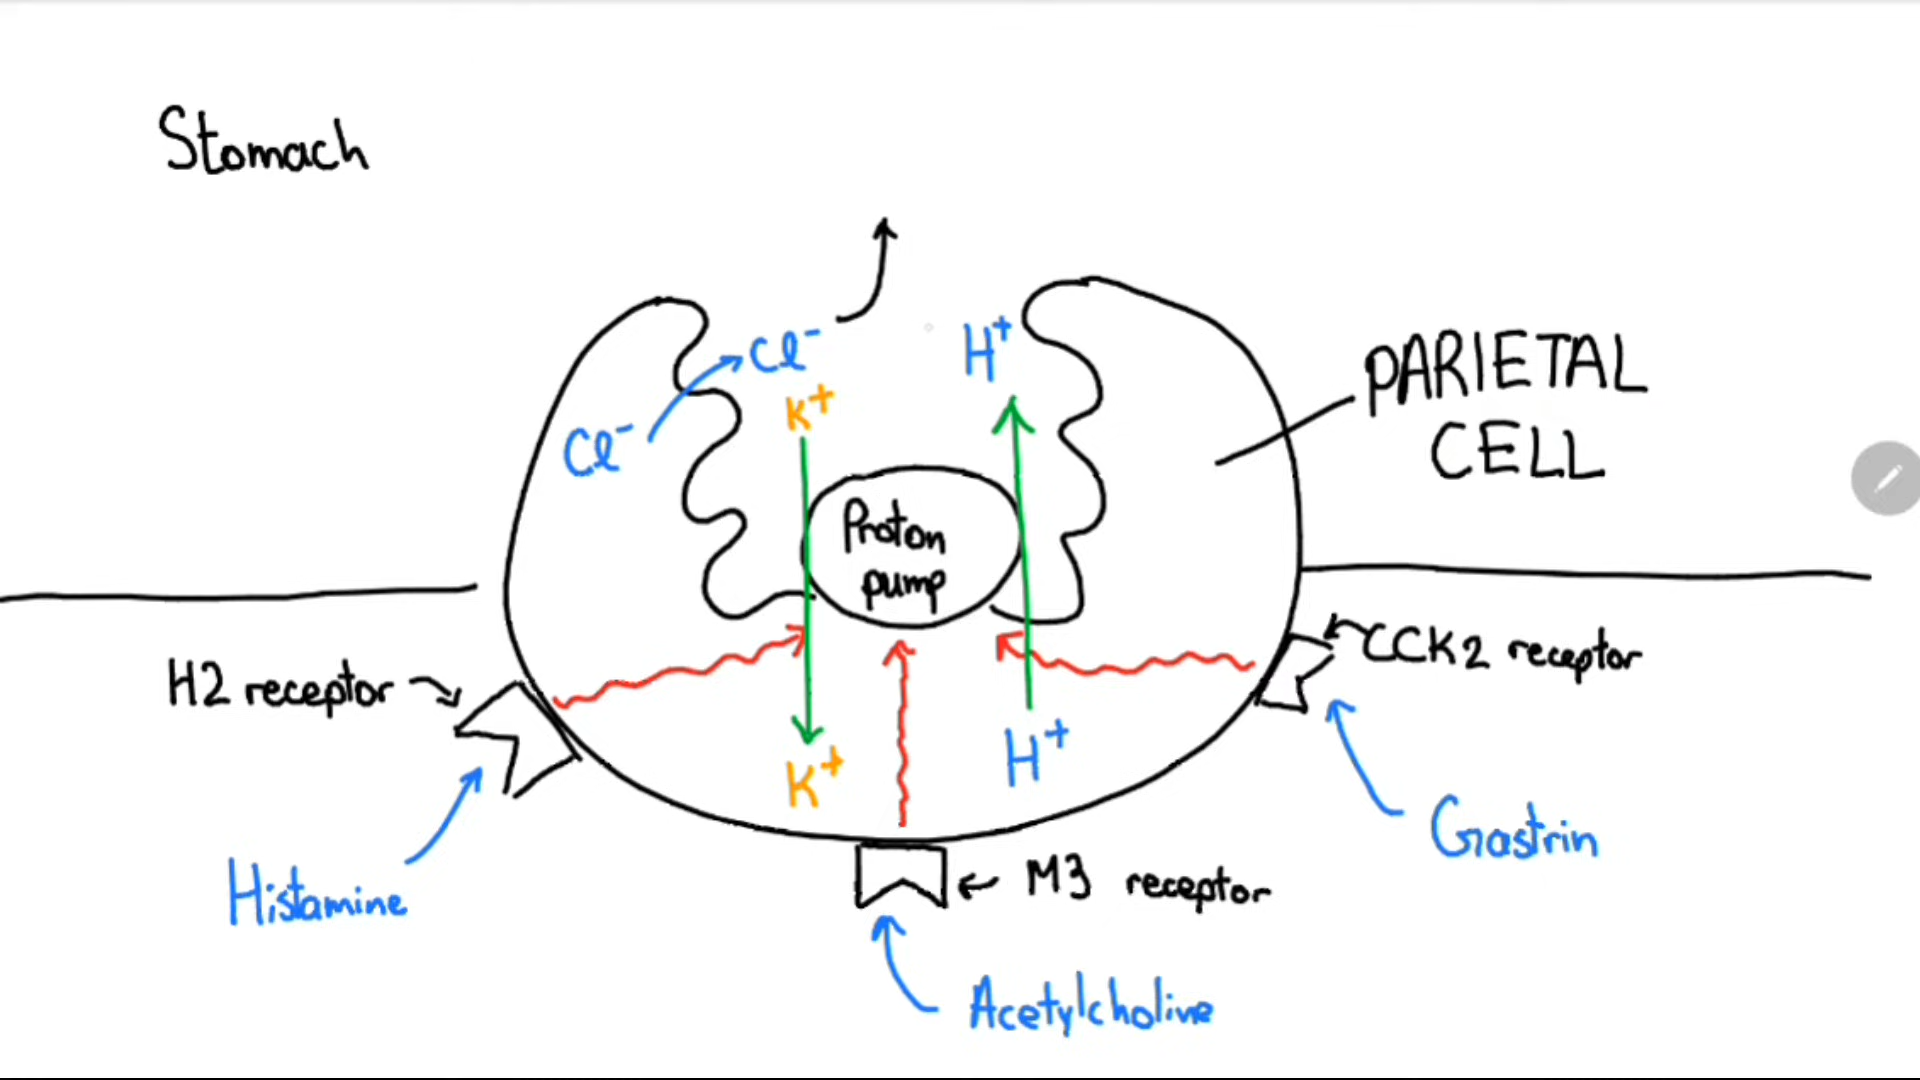 Stomach
Cl⁻
H⁺
K⁺
Cl⁻
PARIETAL
CELL
Proton
pump
H2 receptor
CCK2 receptor
K⁺
H⁺
Histamine
Gastrin
M3 receptor
Acetylcholine